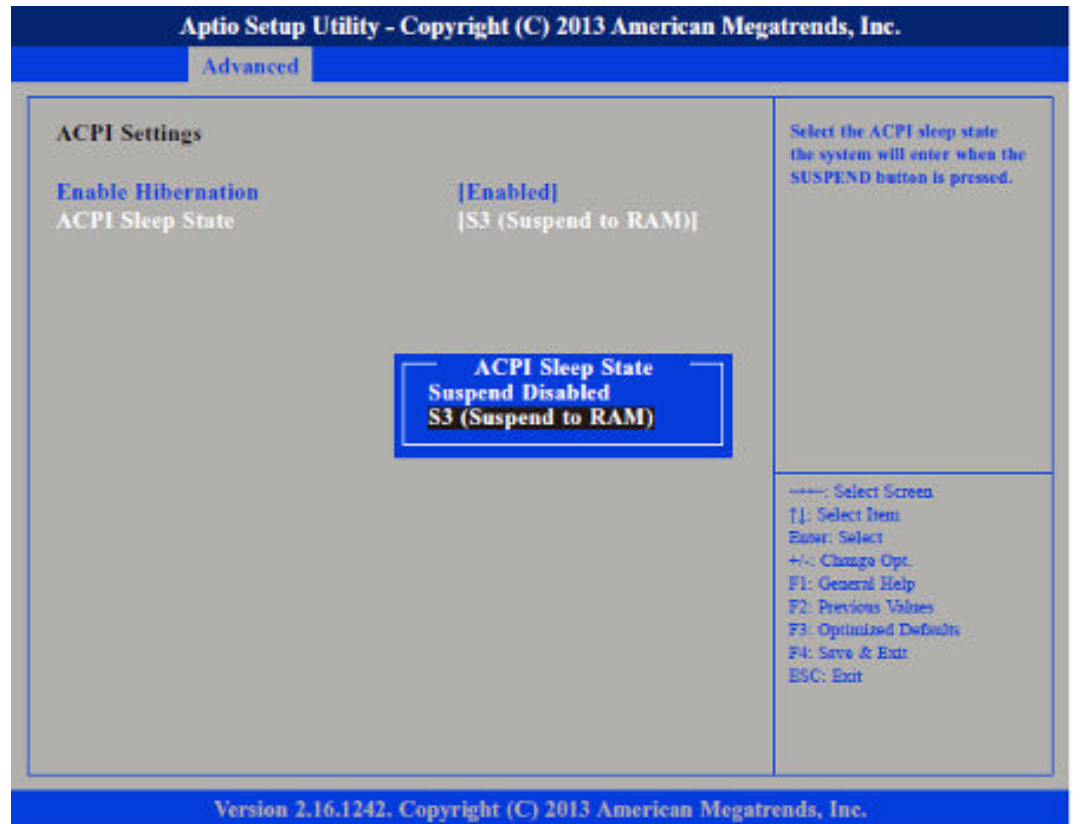 Aptio Setup Utility - Copyright (C) 2013 American Megatrends, Inc.
Advanced
ACPI Settings
Enable Hibernation [Enabled]
ACPI Sleep State [S3 (Suspend to RAM)]
Select the ACPI sleep state
the system will enter when the
SUSPEND button is pressed.
ACPI Sleep State
Suspend Disabled
S3 (Suspend to RAM)
: Select Screen
↑↓: Select Item
Enter: Select
+/-: Change Opt.
F1: General Help
F2: Previous Values
F3: Optimized Defaults
F4: Save & Exit
ESC: Exit
Version 2.16.1242. Copyright (C) 2013 American Megatrends, Inc.